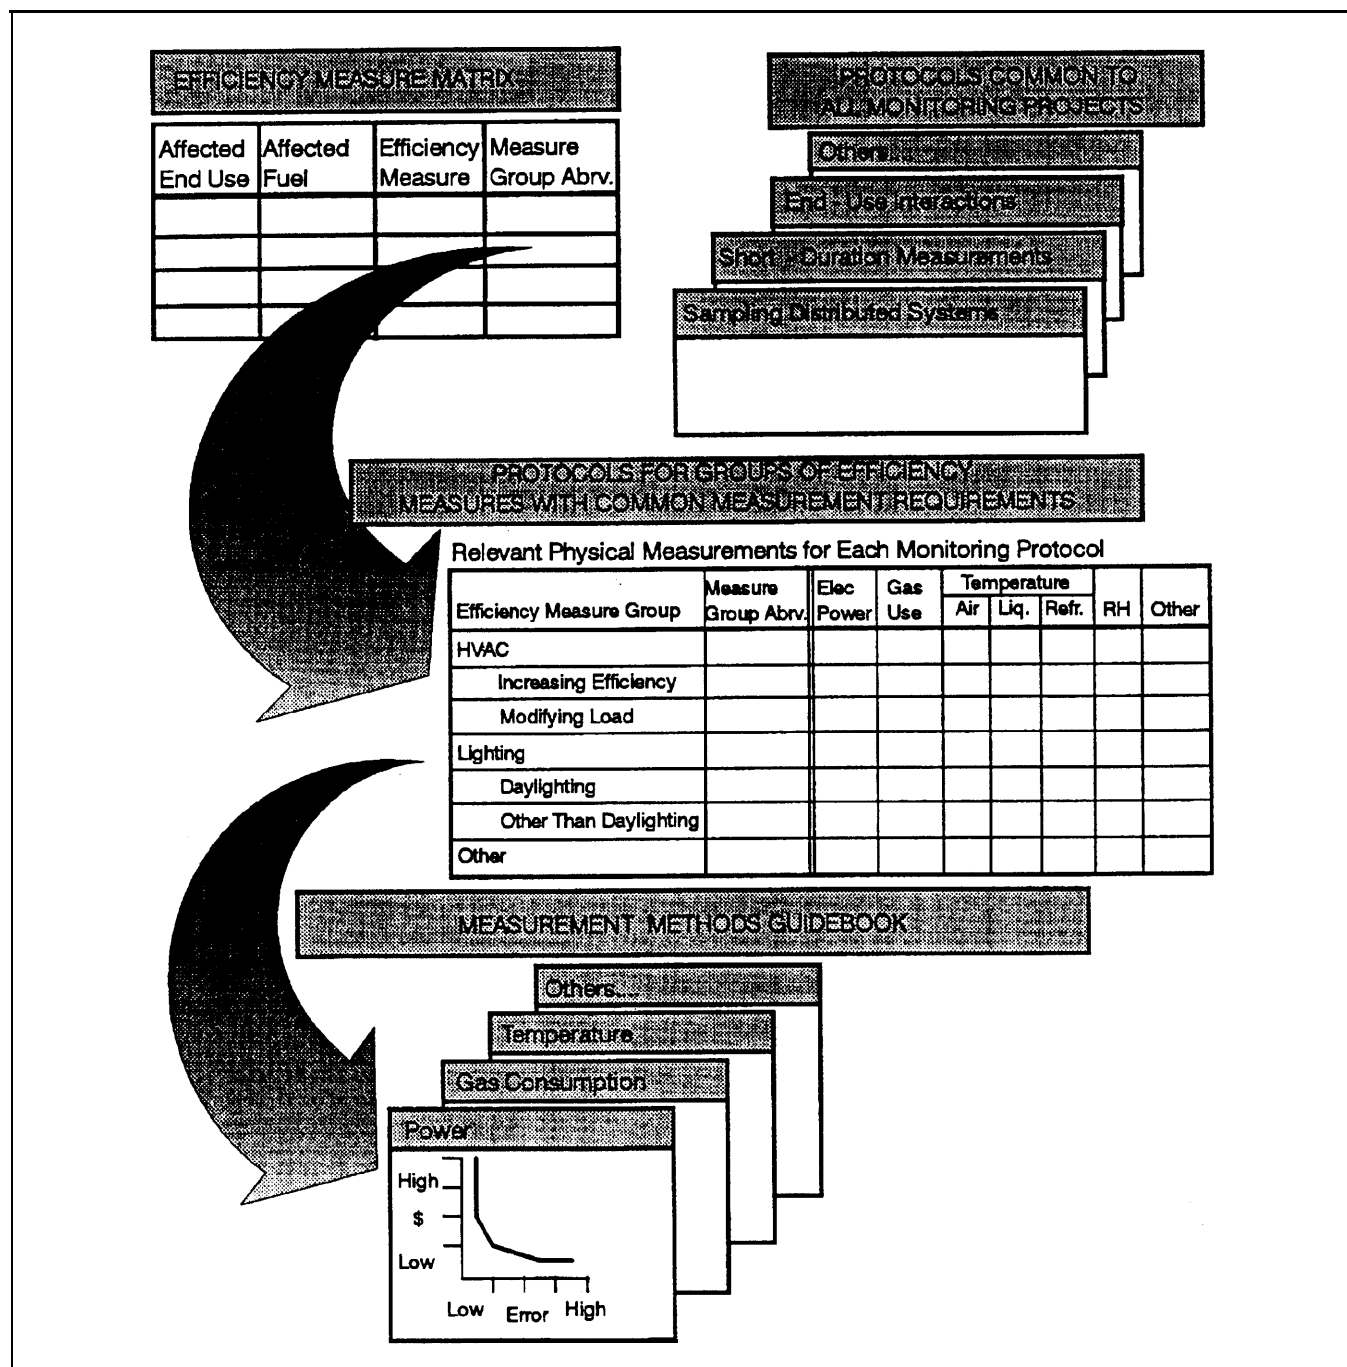 EFFICIENCY MEASURE MATRIX
Affected Affected Efficiency Measure
End Use Fuel Measure Group Abrv.
PROTOCOLS COMMON TO
ALL MONITORING PROJECTS
Others...
End - Use Interactions
Short - Duration Measurements
Sampling Distributed Systems
PROTOCOLS FOR GROUPS OF EFFICIENCY
MEASURES WITH COMMON MEASUREMENT REQUIREMENTS
Relevant Physical Measurements for Each Monitoring Protocol
Measure Elec Gas Temperature
Efficiency Measure Group Group Abrv. Power Use Air Liq. Refr. RH Other
HVAC
Increasing Efficiency
Modifying Load
Lighting
Daylighting
Other Than Daylighting
Other
MEASUREMENT METHODS GUIDEBOOK
Others...
Temperature
Gas Consumption
Power
High
$
Low
Low Error High